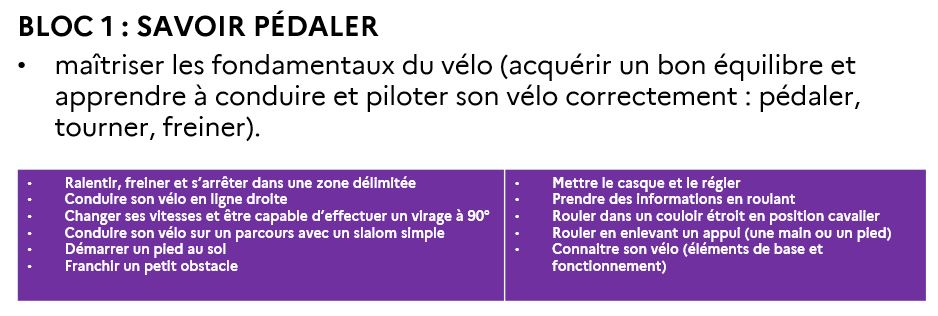 BLOC 1 : SAVOIR PÉDALER
• maîtriser les fondamentaux du vélo (acquérir un bon équilibre et
apprendre à conduire et piloter son vélo correctement : pédaler,
tourner, freiner).
• Ralentir, freiner et s'arrêter dans une zone délimitée
• Conduire son vélo en ligne droite
• Changer ses vitesses et être capable d'effectuer un virage à 90°
• Conduire son vélo sur un parcours avec un slalom simple
• Démarrer un pied au sol
• Franchir un petit obstacle
• Mettre le casque et le régler
• Prendre des informations en roulant
• Rouler dans un couloir étroit en position cavalier
• Rouler en enlevant un appui (une main ou un pied)
• Connaitre son vélo (éléments de base et
fonctionnement)